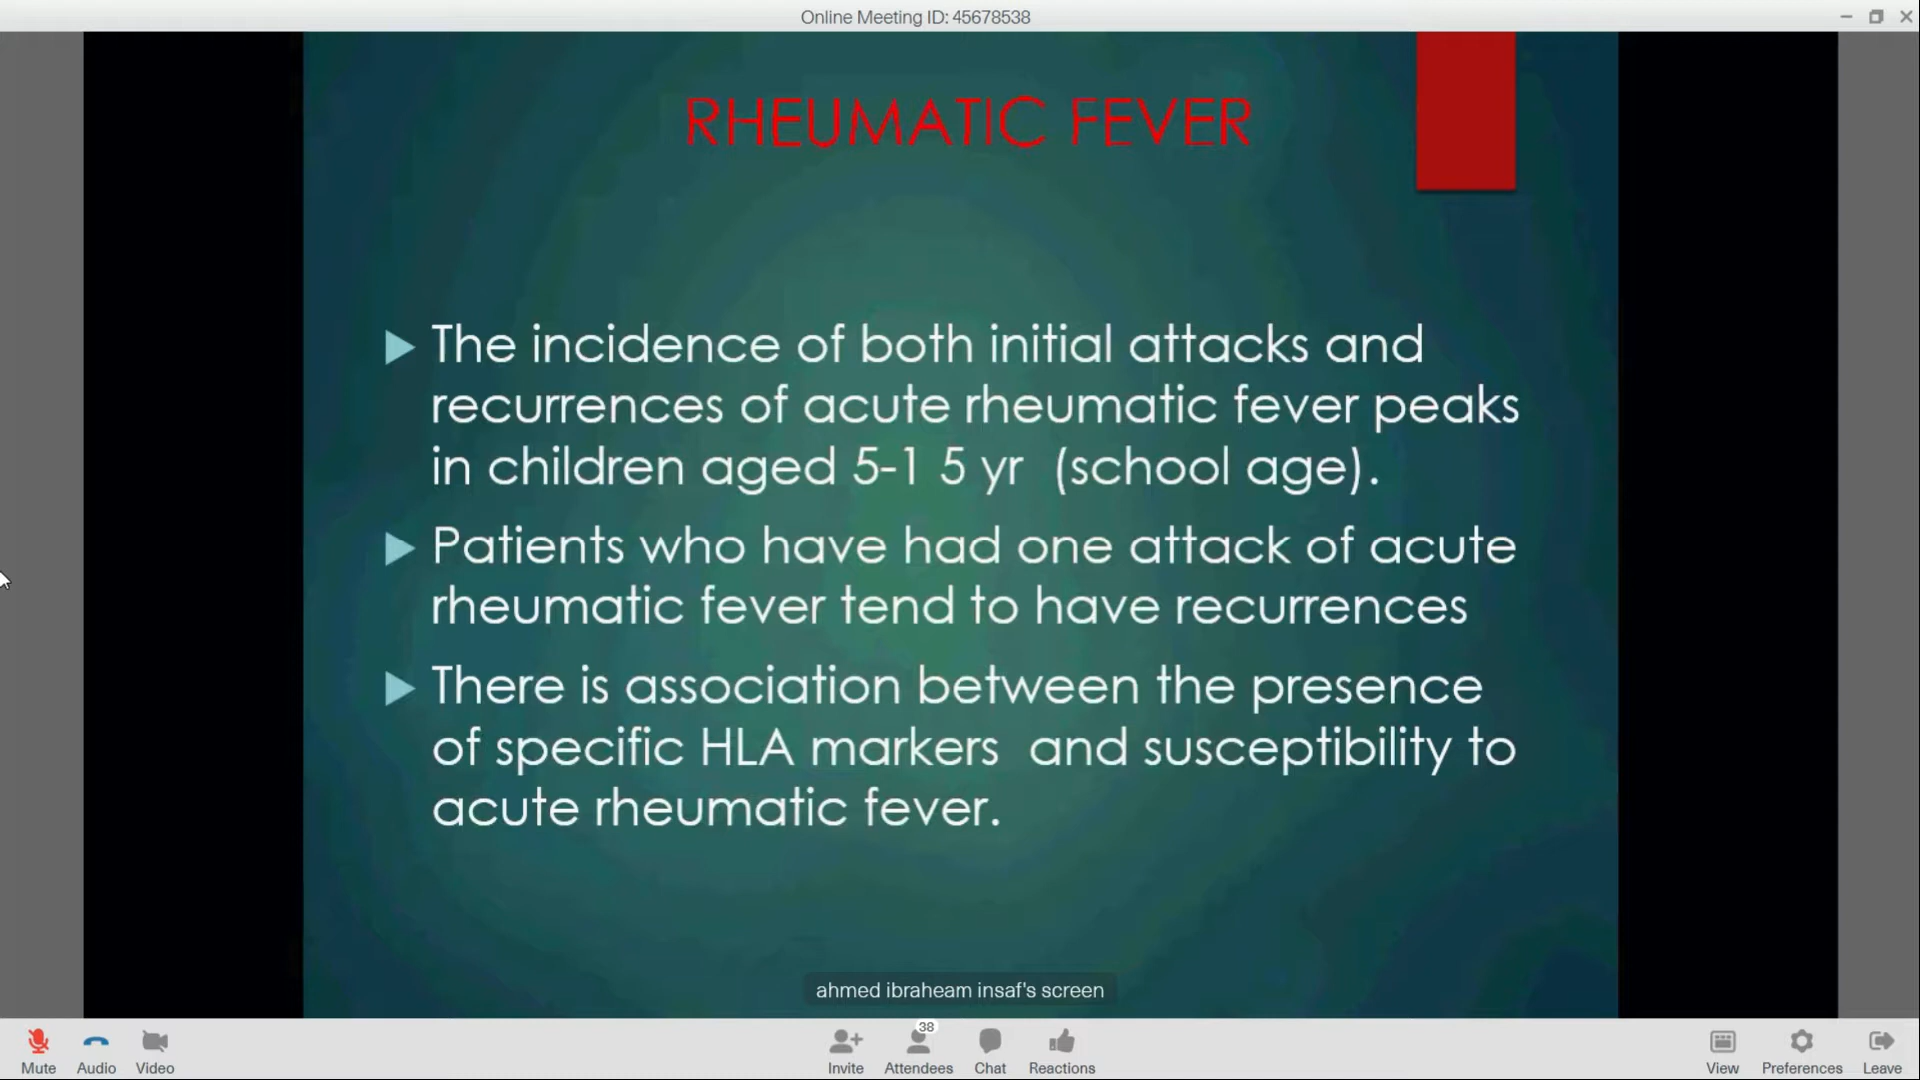 Online Meeting ID: 45678538
RHEUMATIC FEVER
The incidence of both initial attacks and
recurrences of acute rheumatic fever peaks
in children aged 5-1 5 yr (school age).
Patients who have had one attack of acute
rheumatic fever tend to have recurrences
There is association between the presence
of specific HLA markers and susceptibility to
acute rheumatic fever.
ahmed ibraheam insaf's screen
38
Mute Audio Video Invite Attendees Chat Reactions View Preferences Leave